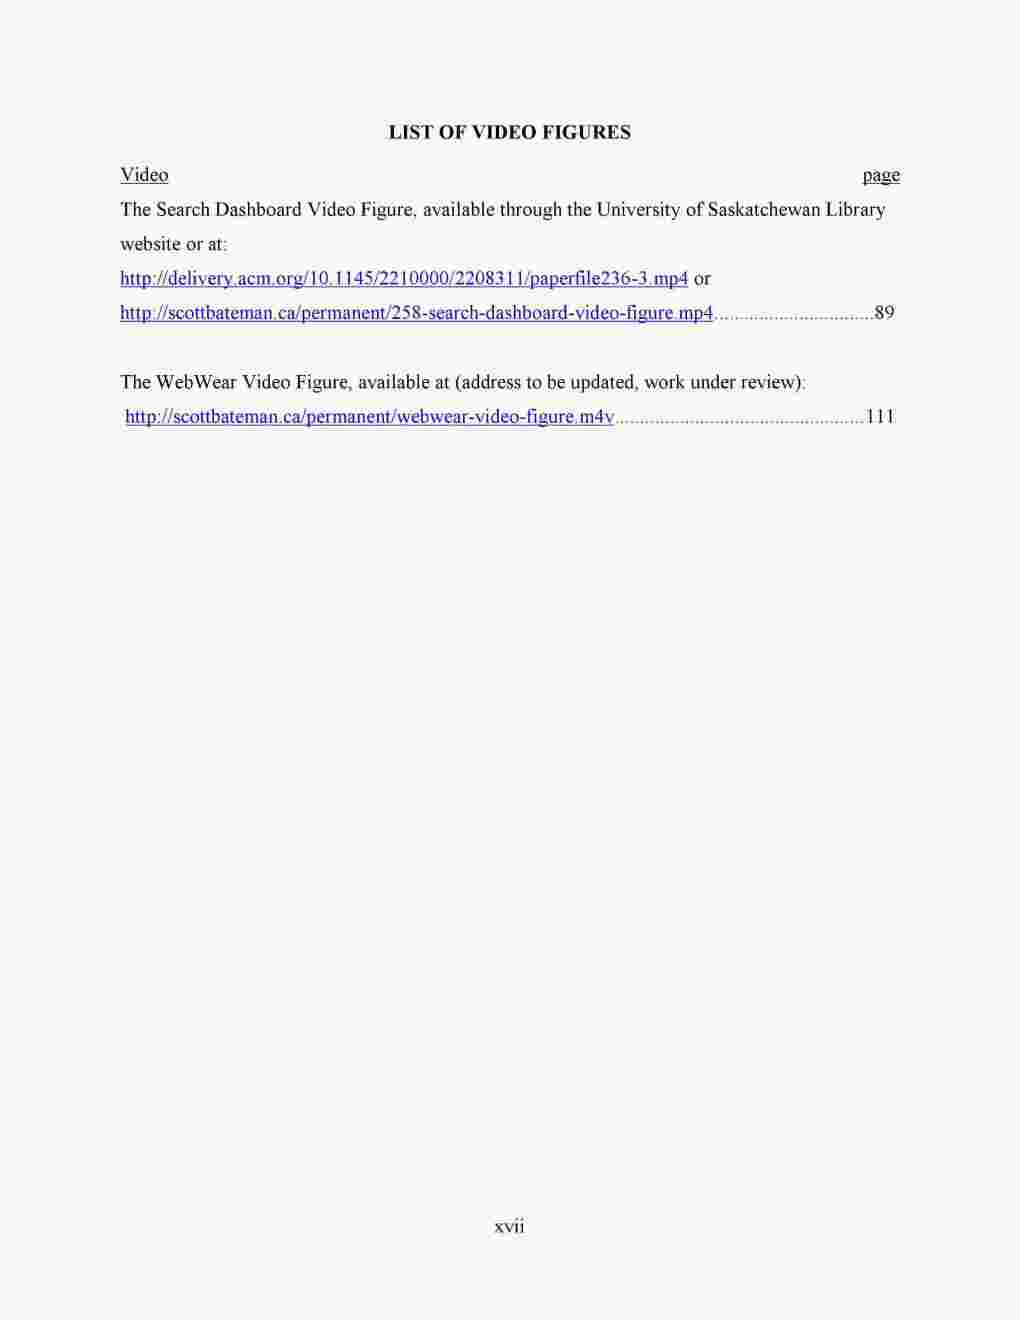 LIST OF VIDEO FIGURES
Video page
The Search Dashboard Video Figure, available through the University of Saskatchewan Library
website or at:
http://delivery.acm.org/10.1145/2210000/2208311/paperfile236-3.mp4 or
http://scottbateman.ca/permanent/258-search-dashboard-video-figure.mp4................................89
The WebWear Video Figure, available at (address to be updated, work under review):
http://scottbateman.ca/permanent/webwear-video-figure.m4v..................................................111
xvii